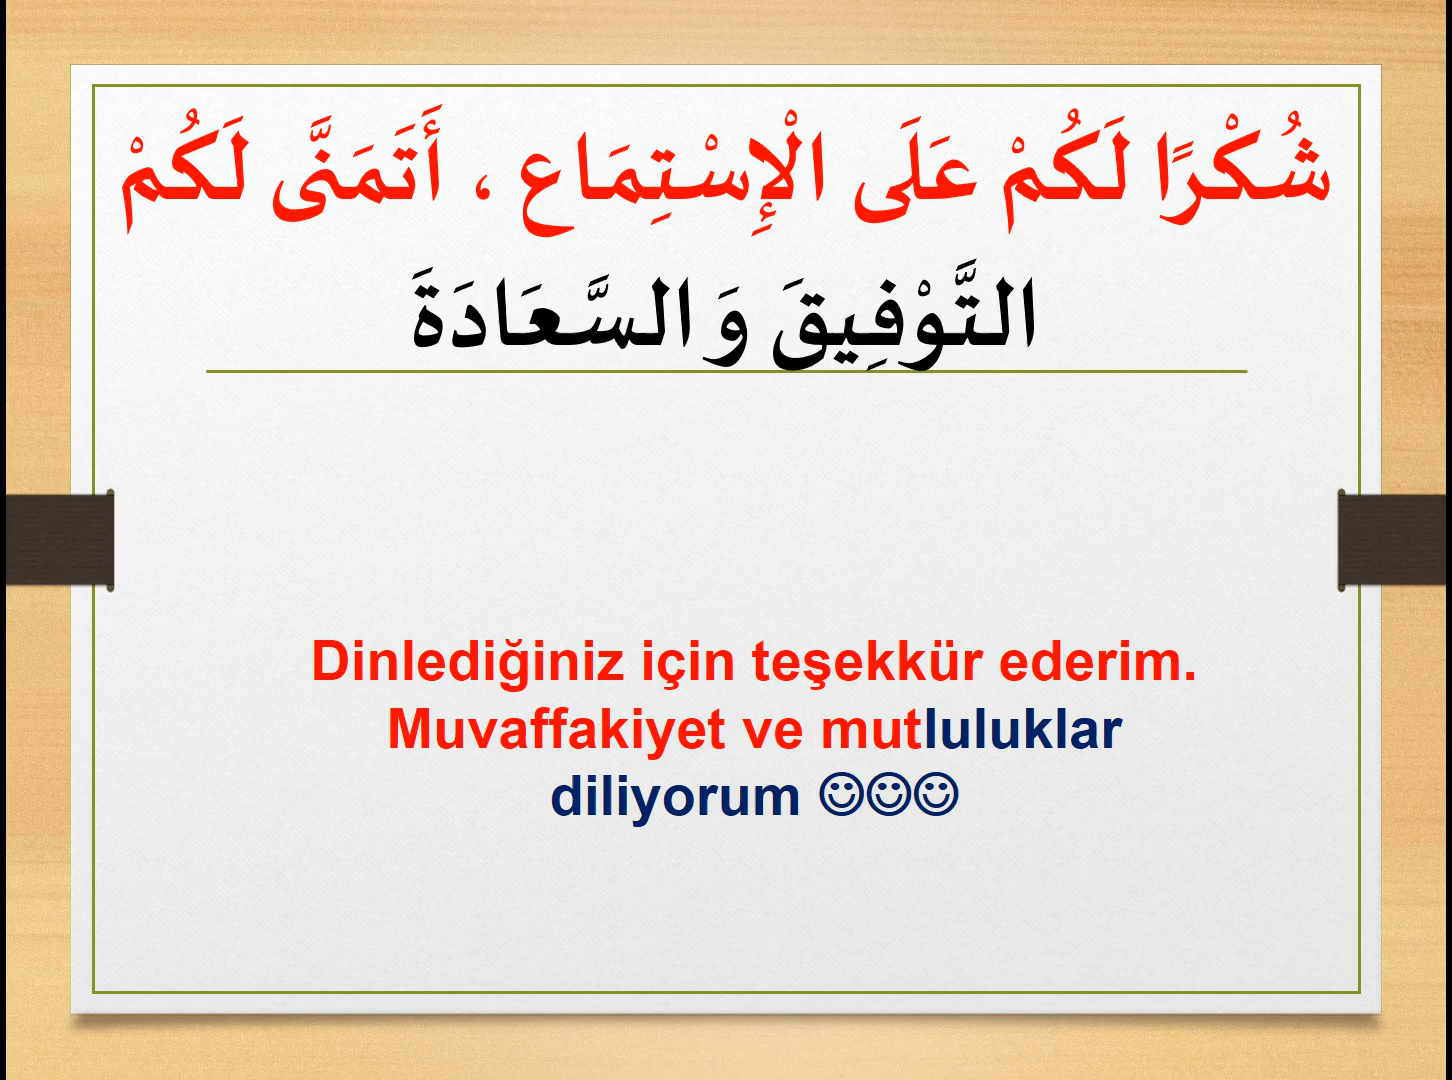 شُكْرًا لَكُمْ عَلَى الْإِسْتِمَاع ، أَتَمَنَّى لَكُمْ
التَّوْفِيقَ وَ السَّعَادَةَ
Dinlediğiniz için teşekkür ederim.
Muvaffakiyet ve mutluluklar
diliyorum ☺☺☺